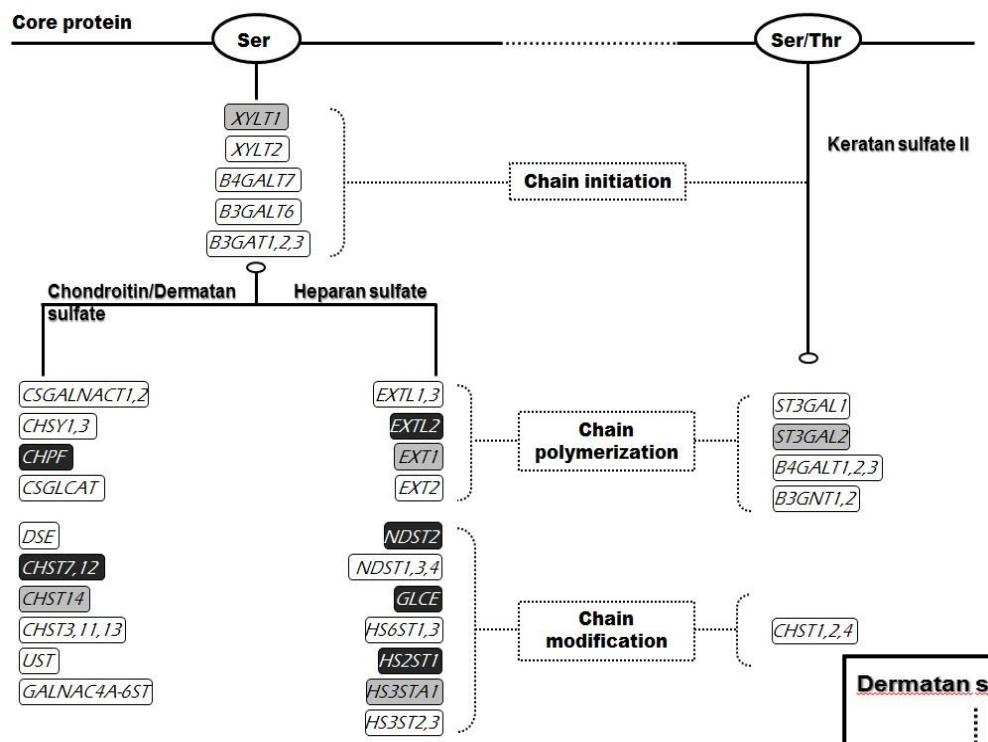 Core protein
Ser
Ser/Thr
XYLT1
XYLT2
B4GALT7
B3GALT6
B3GAT1,2,3
Chain initiation
Keratan sulfate II
Chondroitin/Dermatan
sulfate
Heparan sulfate
CSGALNACT1,2
CHSY1,3
CHPF
CSGLCAT
EXTL1,3
EXTL2
EXT1
EXT2
Chain
polymerization
ST3GAL1
ST3GAL2
B4GALT1,2,3
B3GNT1,2
DSE
CHST7,12
CHST14
CHST3,11,13
UST
GALNAC4A-6ST
NDST2
NDST1,3,4
GLCE
HS6ST1,3
HS2ST1
HS3STA1
HS3ST2,3
Chain
modification
CHST1,2,4
Dermatan s